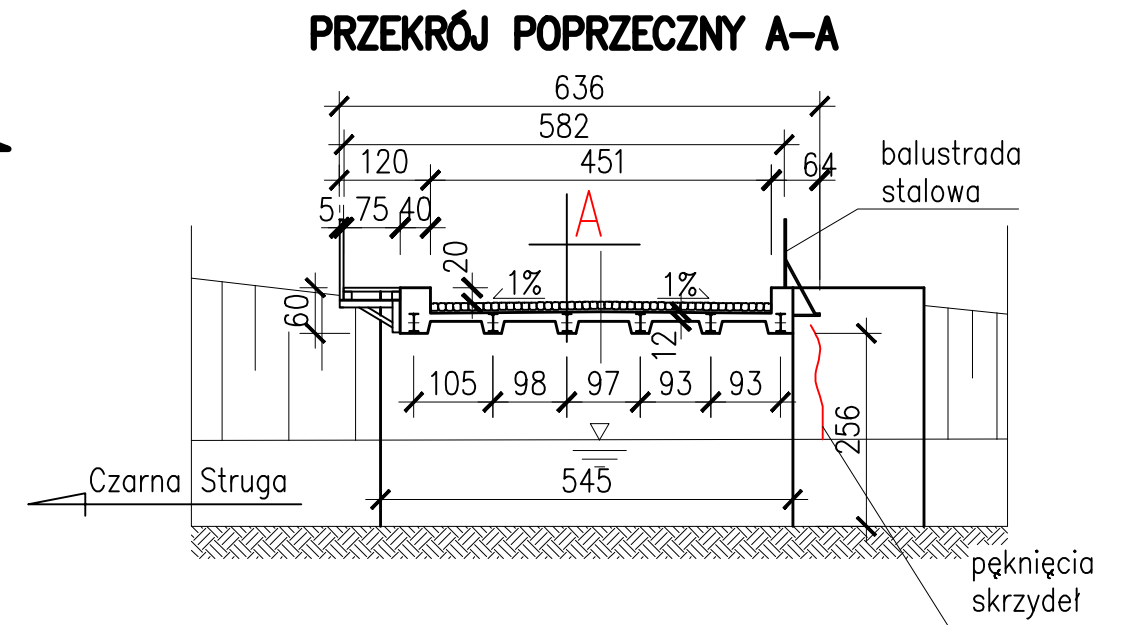 PRZEKRÓJ POPRZECZNY A-A
636
582
120 451 64
balustrada
stalowa
5 75 40
A
20
1% 1%
60
12
105 98 97 93 93
256
Czarna Struga
545
pęknięcia
skrzydeł